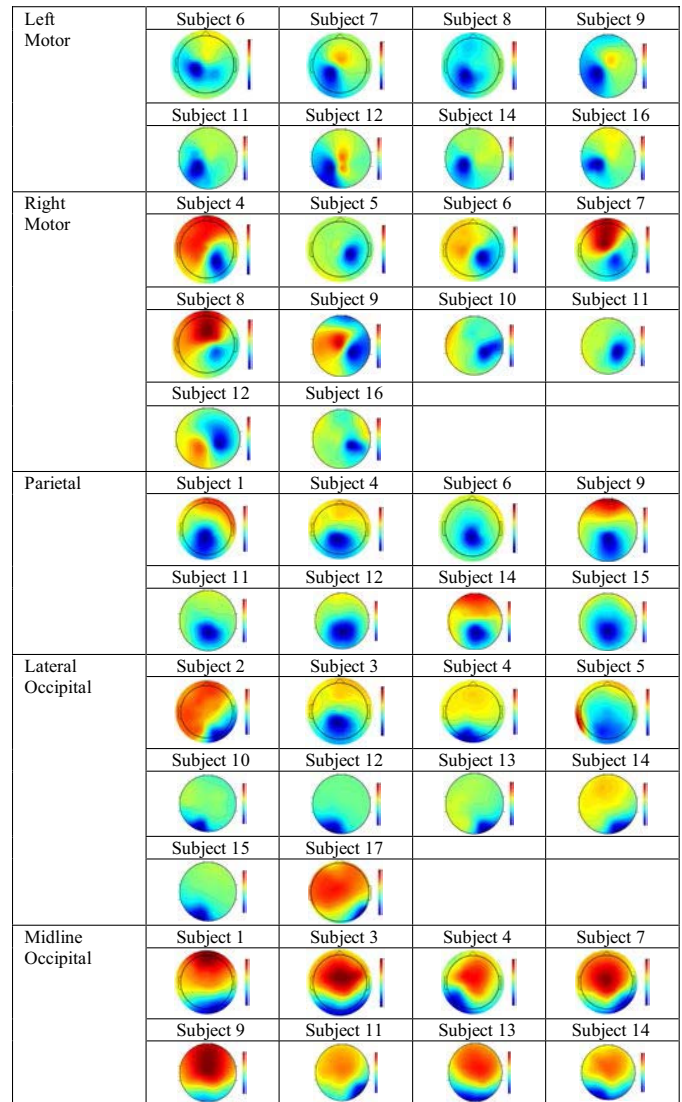 Left Motor
Subject 6 Subject 7 Subject 8 Subject 9
Subject 11 Subject 12 Subject 14 Subject 16
Right Motor
Subject 4 Subject 5 Subject 6 Subject 7
Subject 8 Subject 9 Subject 10 Subject 11
Subject 12 Subject 16
Parietal
Subject 1 Subject 4 Subject 6 Subject 9
Subject 11 Subject 12 Subject 14 Subject 15
Lateral Occipital
Subject 2 Subject 3 Subject 4 Subject 5
Subject 10 Subject 12 Subject 13 Subject 14
Subject 15 Subject 17
Midline Occipital
Subject 1 Subject 3 Subject 4 Subject 7
Subject 9 Subject 11 Subject 13 Subject 14